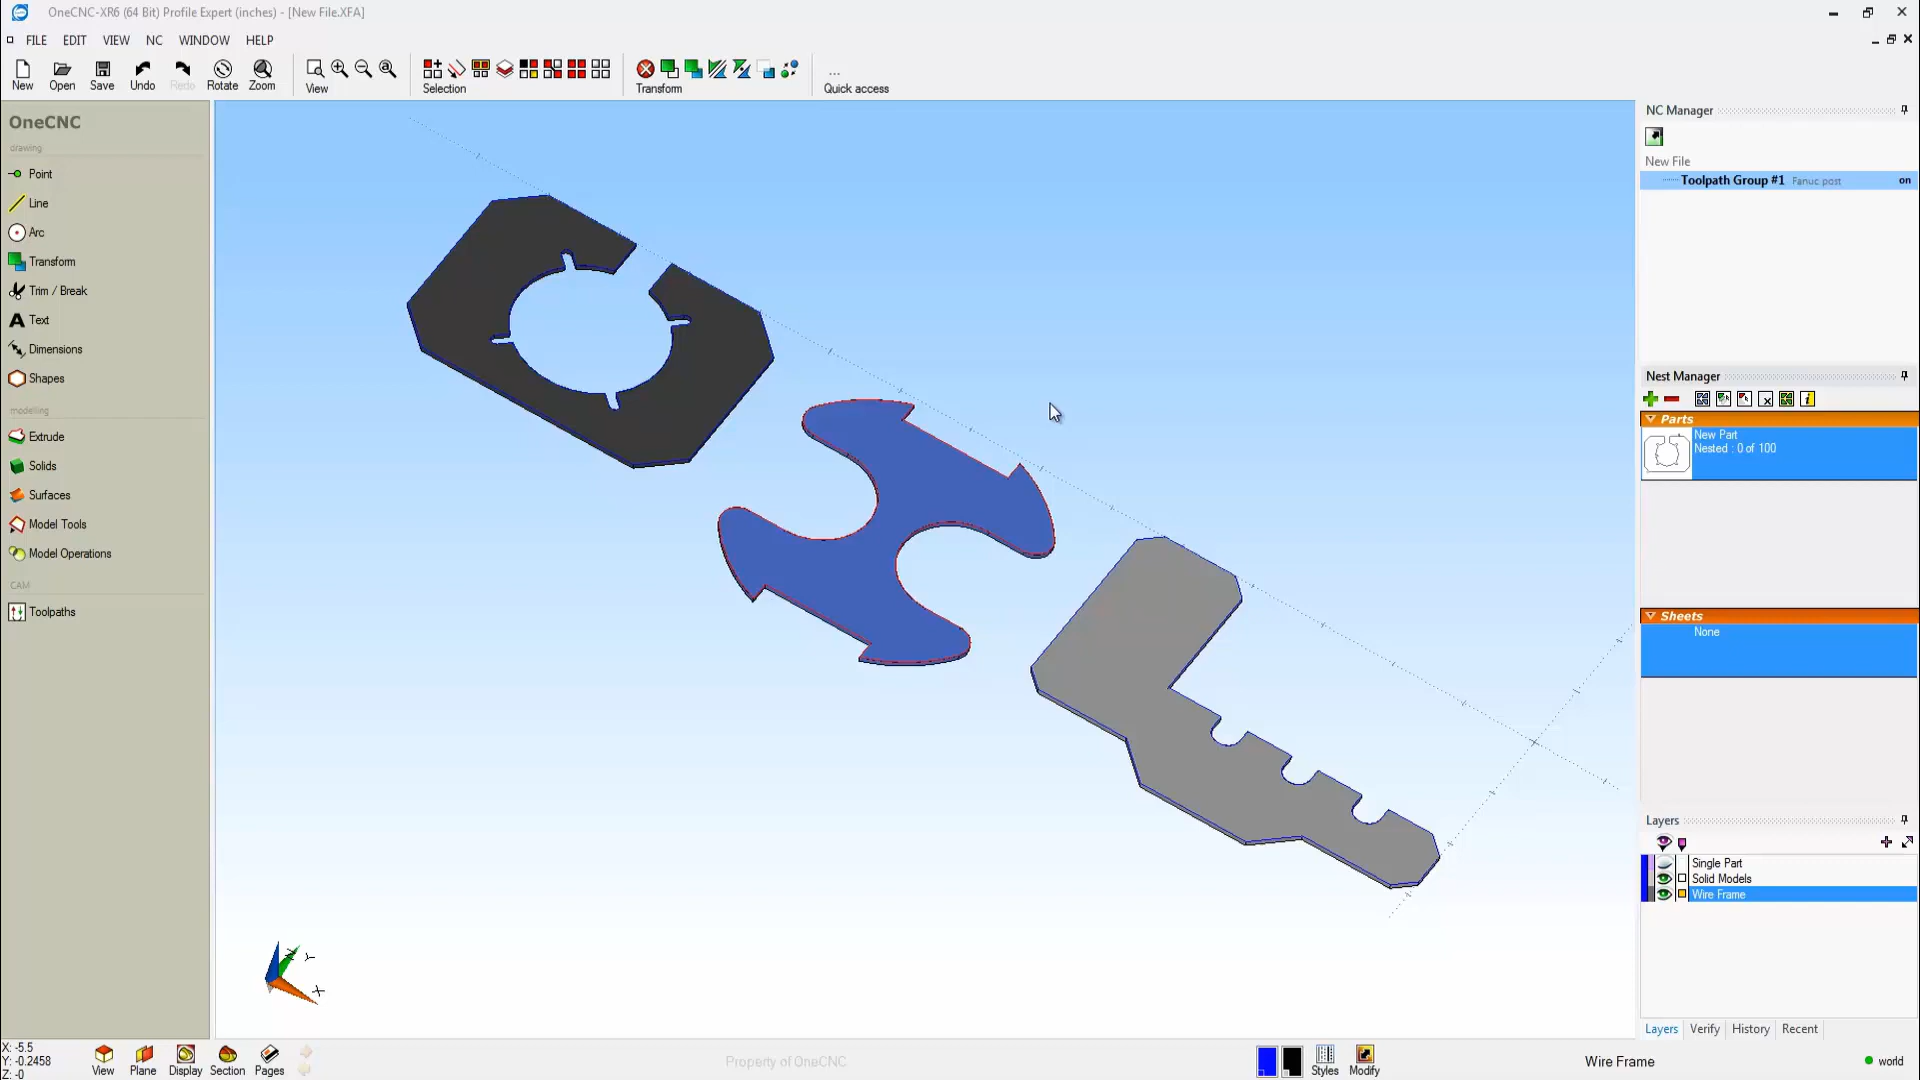 OneCNC-XR6 (64 Bit) Profile Expert (inches) - [New File.XFA]
FILE EDIT VIEW NC WINDOW HELP
New Open Save Undo Redo Rotate Zoom View Selection Transform ... Quick access
OneCNC
drawing
Point
Line
Arc
Transform
Trim / Break
Text
Dimensions
Shapes
modelling
Extrude
Solids
Surfaces
Model Tools
Model Operations
CAM
Toolpaths
Z Y
X
NC Manager
New File
Toolpath Group #1 Fanuc.post on
Nest Manager
Parts
New Part
Nested : 0 of 100
Sheets
None
Layers
Single Part
Solid Models
Wire Frame
Layers Verify History Recent
X: -5.5
Y: -0.2458
Z: -0
View Plane Display Section Pages
Property of OneCNC
Styles Modify
Wire Frame
world